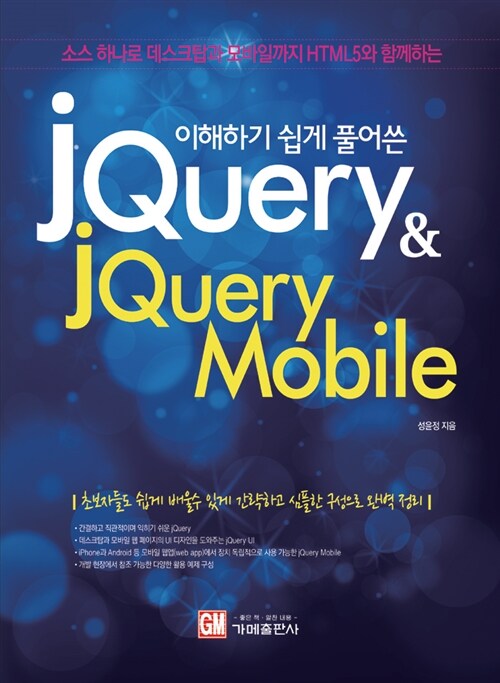 소스 하나로 데스크탑과 모바일까지 HTML5와 함께하는
이해하기 쉽게 풀어쓴
jQuery &
jQuery
Mobile
성윤정 지음
| 초보자들도 쉽게 배울수 있게 간략하고 심플한 구성으로 완벽 정리 |
• 간결하고 직관적이며 익히기 쉬운 jQuery
• 데스크탑과 모바일 웹 페이지의 UI 디자인을 도와주는 jQuery UI
• iPhone과 Android 등 모바일 웹앱(web app)에서 장치 독립적으로 사용 가능한 jQuery Mobile
• 개발 현장에서 참조 가능한 다양한 활용 예제 구성
GM
- 좋은 책 · 알찬 내용 -
가메출판사